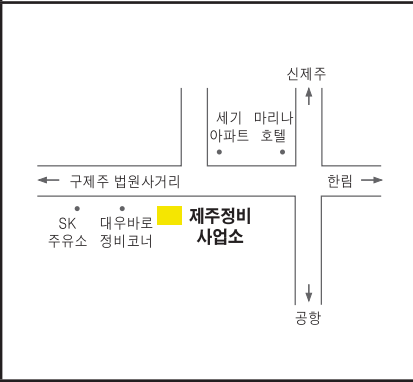 신제주
세기
아파트
마리나
호텔
구제주 법원사거리
한림
SK
주유소
대우바로
정비코너
제주정비
사업소
공항